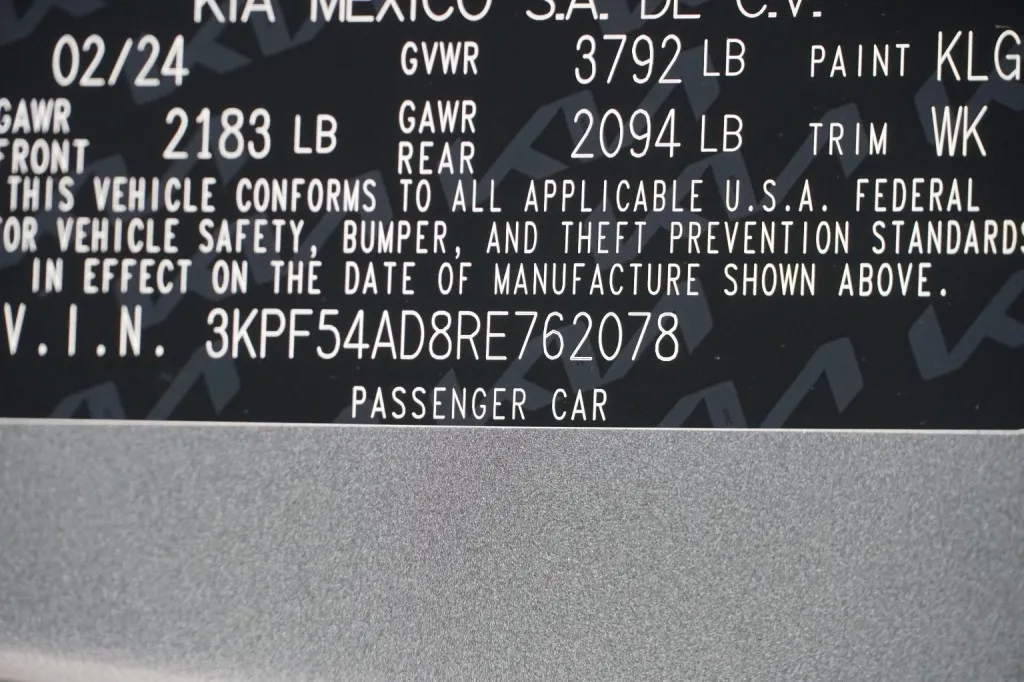 KIA MEXICO S.A. DE C.V.
02/24 GVWR 3792 LB PAINT KLG
GAWR FRONT 2183 LB GAWR REAR 2094 LB TRIM WK
THIS VEHICLE CONFORMS TO ALL APPLICABLE U.S.A. FEDERAL
OR VEHICLE SAFETY, BUMPER, AND THEFT PREVENTION STANDARDS
IN EFFECT ON THE DATE OF MANUFACTURE SHOWN ABOVE.
V.I.N. 3KPF54AD8RE762078
PASSENGER CAR